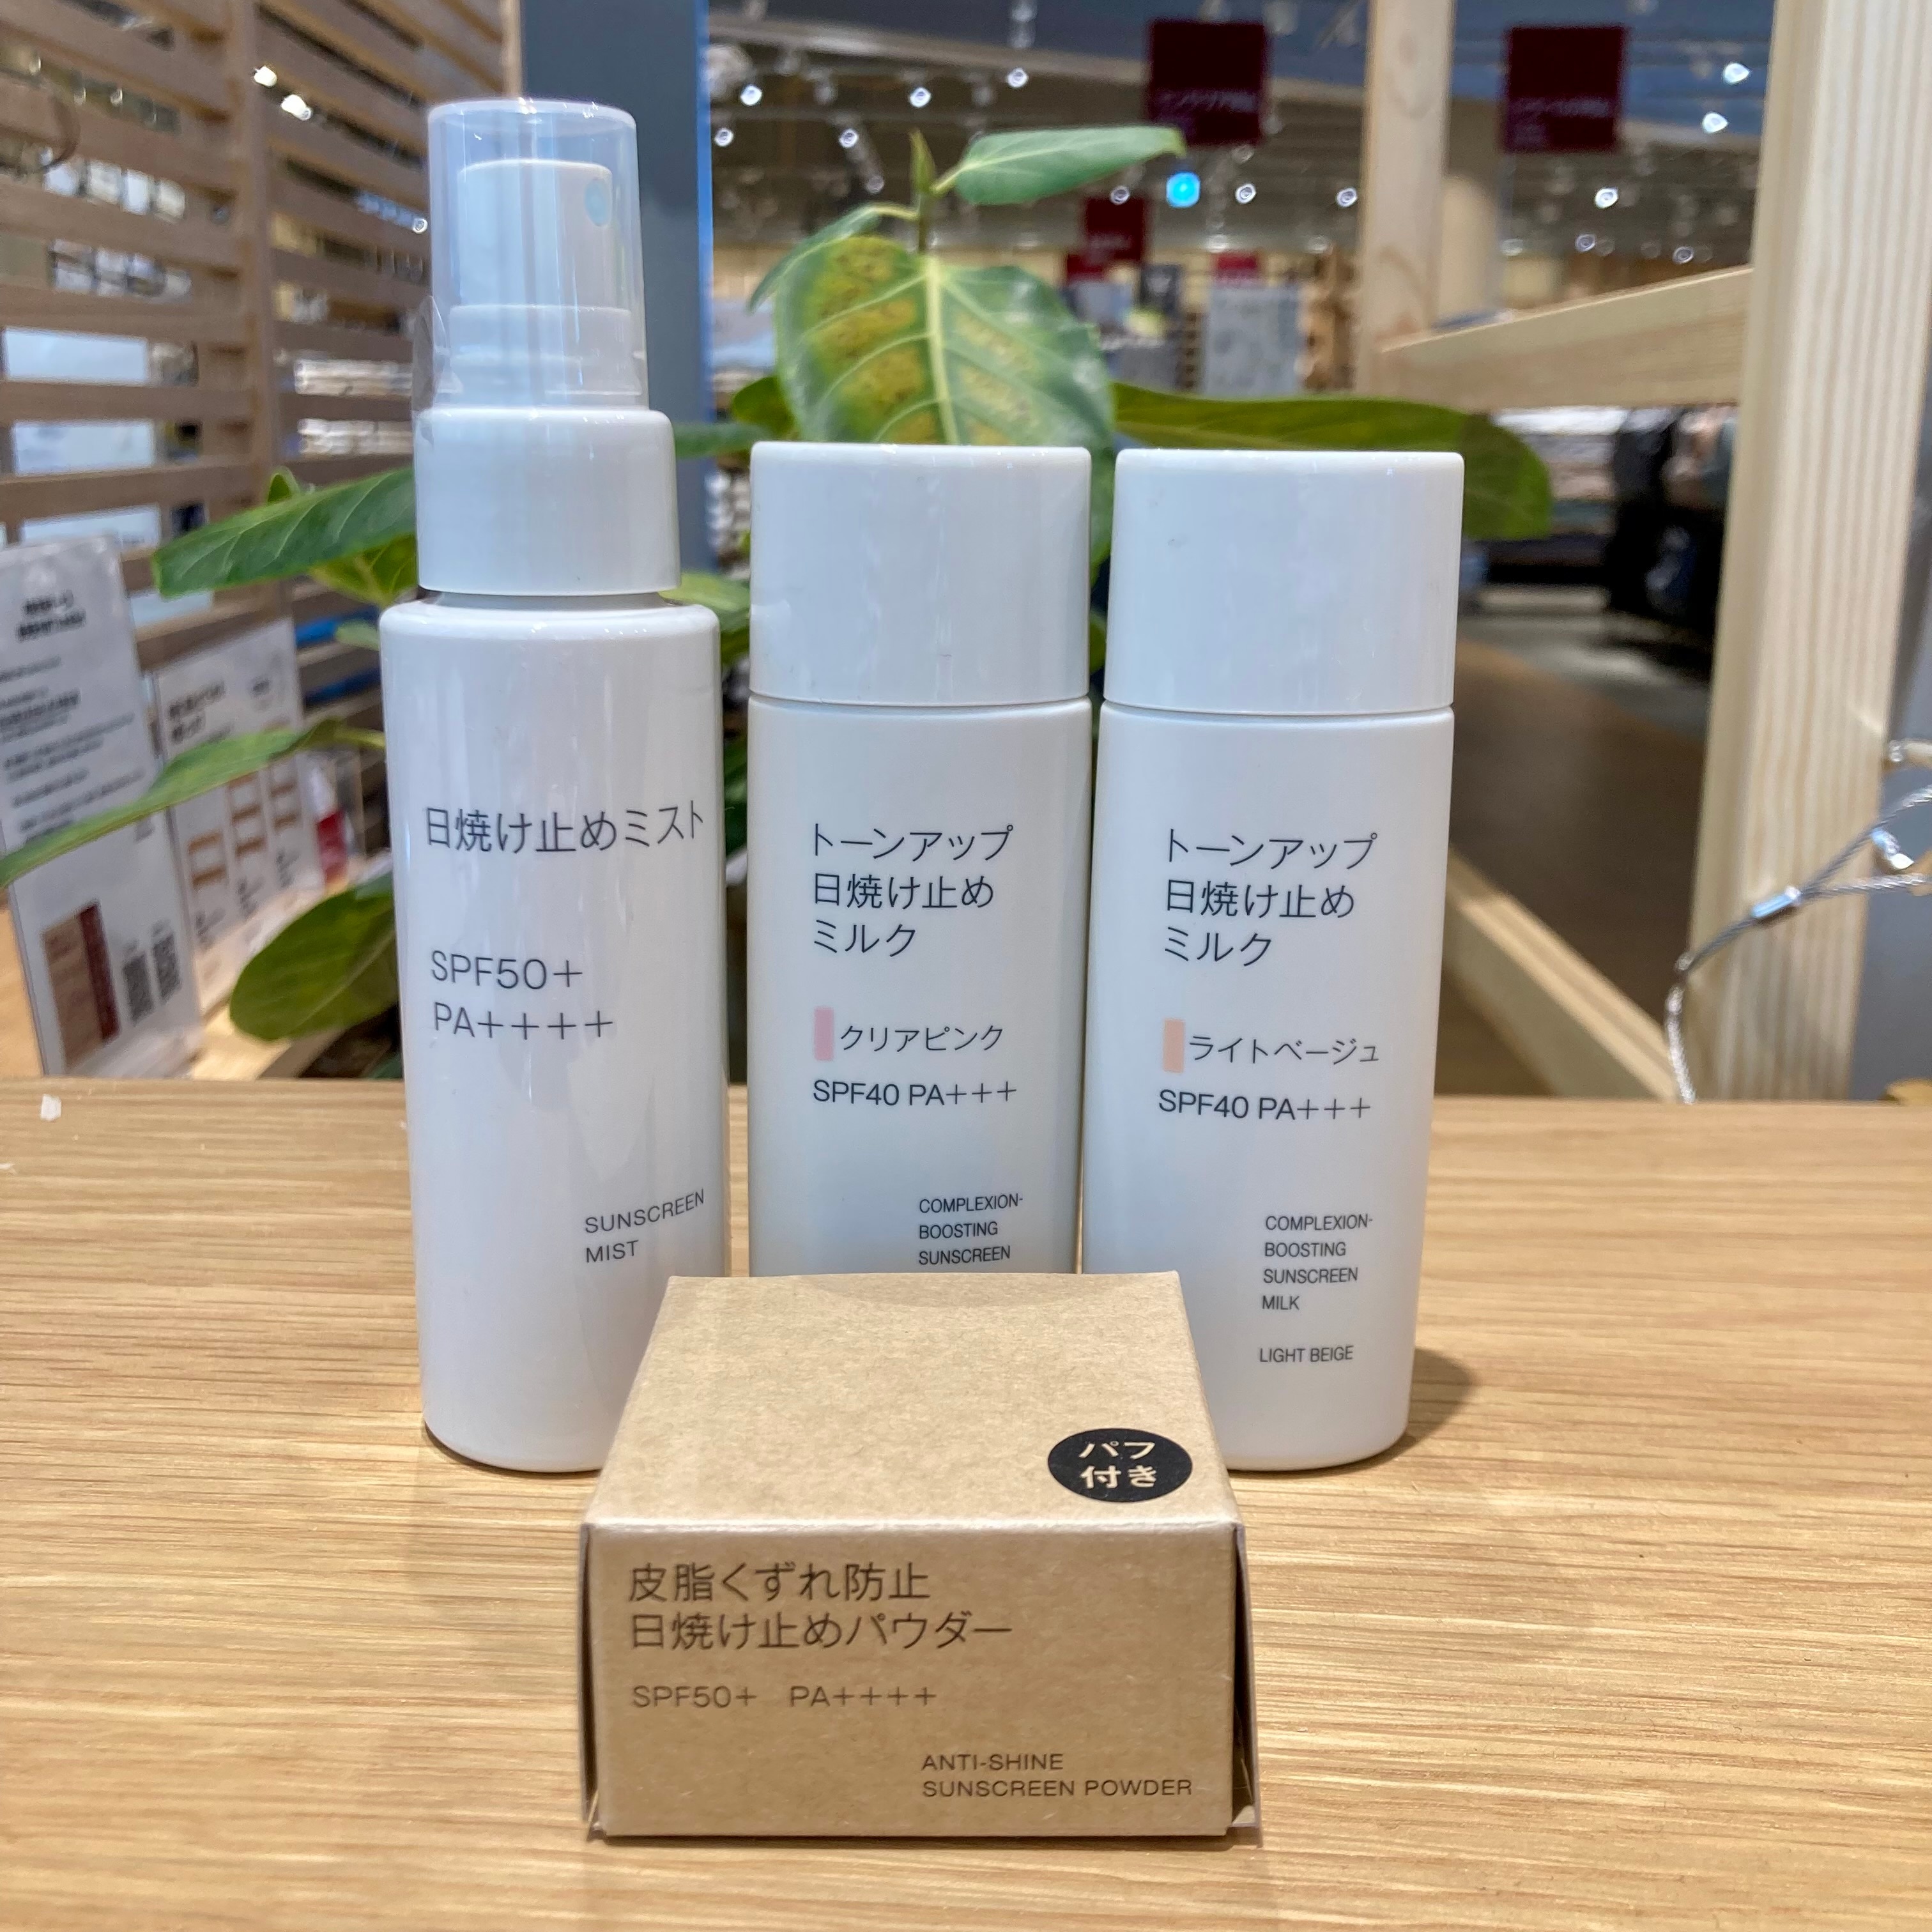 日焼け止めミスト
SPF50+
PA++++
SUNSCREEN
MIST
トーンアップ
日焼け止め
ミルク
クリアピンク
SPF40 PA+++
COMPLEXION-
BOOSTING
SUNSCREEN
トーンアップ
日焼け止め
ミルク
ライトベージュ
SPF40 PA+++
COMPLEXION-
BOOSTING
SUNSCREEN
MILK
LIGHT BEIGE
パフ
付き
皮脂くずれ防止
日焼け止めパウダー
SPF50+ PA++++
ANTI-SHINE
SUNSCREEN POWDER